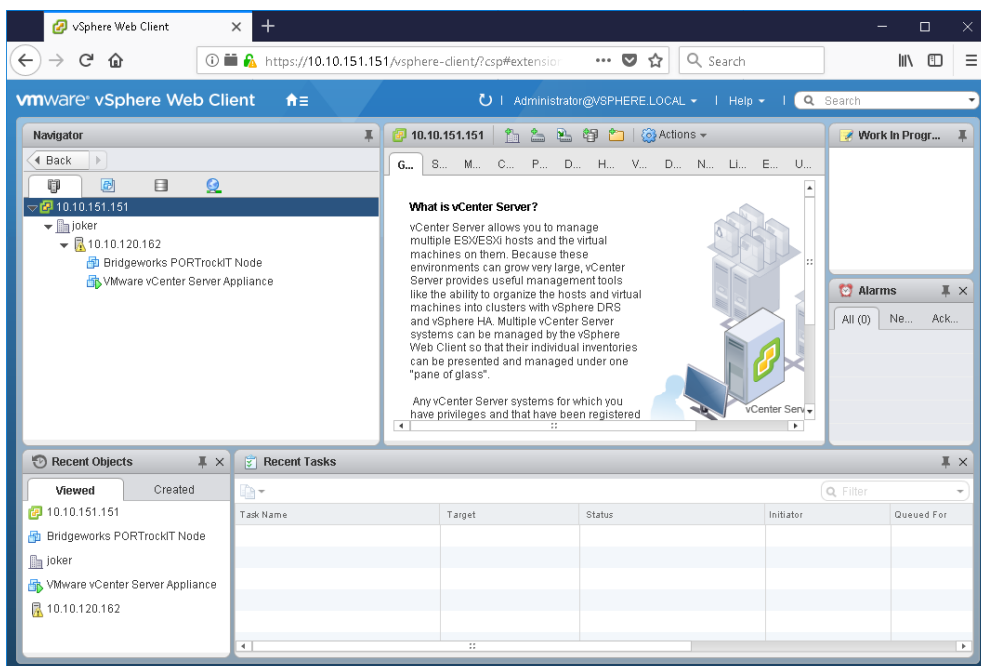 vSphere Web Client
https://10.10.151.151/vsphere-client/?csp#extension
Search
vmware® vSphere Web Client
Administrator@VSPHERE.LOCAL
Help
Search
Navigator
Back
10.10.151.151
joker
10.10.120.162
Bridgeworks PORTrockIT Node
VMware vCenter Server Appliance
10.10.151.151
Actions
G... S... M... C... P... D... H... V... D... N... Li... E... U...
What is vCenter Server?
vCenter Server allows you to manage
multiple ESX/ESXi hosts and the virtual
machines on them. Because these
environments can grow very large, vCenter
Server provides useful management tools
like the ability to organize the hosts and virtual
machines into clusters with vSphere DRS
and vSphere HA. Multiple vCenter Server
systems can be managed by the vSphere
Web Client so that their individual inventories
can be presented and managed under one
"pane of glass".
Any vCenter Server systems for which you
have privileges and that have been registered
vCenter Serv
Work In Progr...
Alarms
All (0) Ne... Ack...
Recent Objects
Viewed Created
10.10.151.151
Bridgeworks PORTrockIT Node
joker
VMware vCenter Server Appliance
10.10.120.162
Recent Tasks
Filter
Task Name Target Status Initiator Queued For